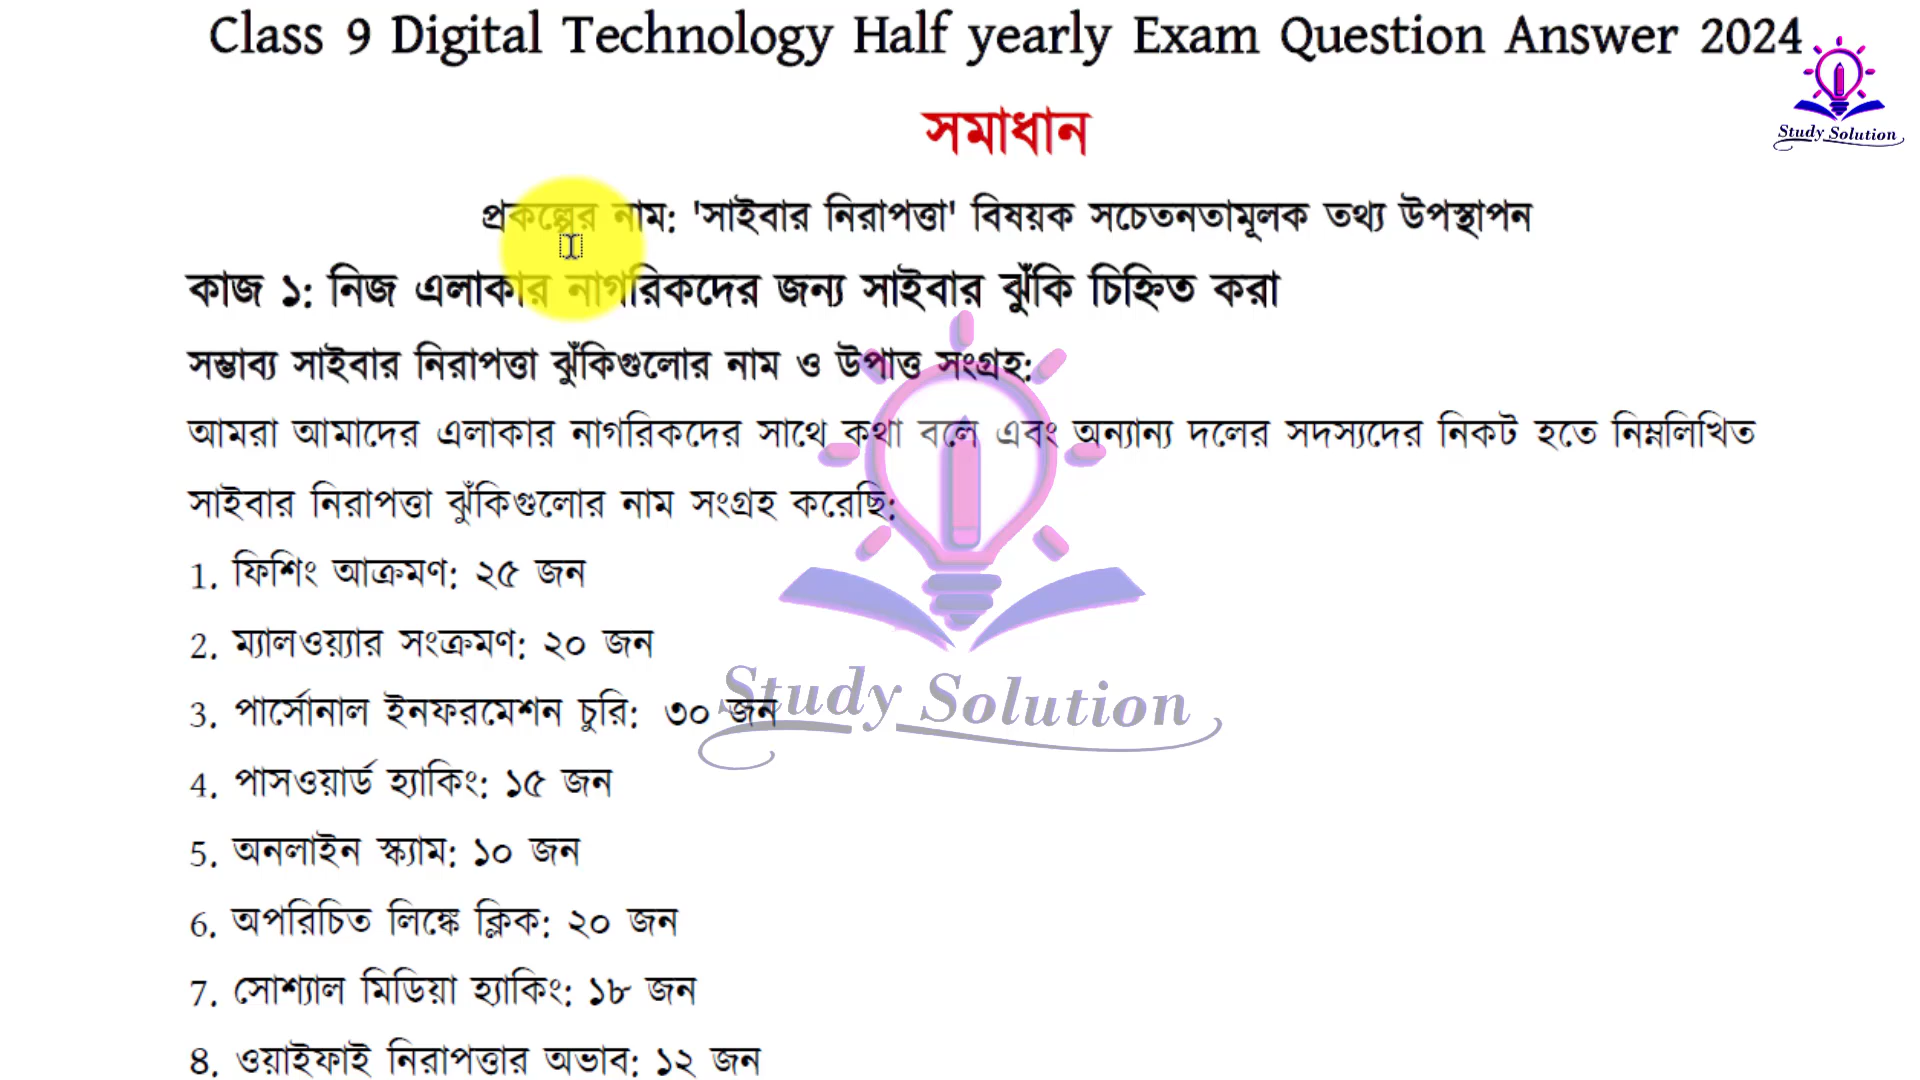 Class 9 Digital Technology Half yearly Exam Question Answer 2024
Study Solution
সমাধান
প্রকল্পের নাম: 'সাইবার নিরাপত্তা' বিষয়ক সচেতনতামূলক তথ্য উপস্থাপন
কাজ ১: নিজ এলাকার নাগরিকদের জন্য সাইবার ঝুঁকি চিহ্নিত করা
সম্ভাব্য সাইবার নিরাপত্তা ঝুঁকিগুলোর নাম ও উপাত্ত সংগ্রহ:
আমরা আমাদের এলাকার নাগরিকদের সাথে কথা বলে এবং অন্যান্য দলের সদস্যদের নিকট হতে নিম্নলিখিত
সাইবার নিরাপত্তা ঝুঁকিগুলোর নাম সংগ্রহ করেছি:
1. ফিশিং আক্রমণ: ২৫ জন
2. ম্যালওয়্যার সংক্রমণ: ২০ জন
3. পার্সোনাল ইনফরমেশন চুরি: ৩০ জন
Study Solution
4. পাসওয়ার্ড হ্যাকিং: ১৫ জন
5. অনলাইন স্ক্যাম: ১০ জন
6. অপরিচিত লিঙ্কে ক্লিক: ২০ জন
7. সোশ্যাল মিডিয়া হ্যাকিং: ১৮ জন
8. ওয়াইফাই নিরাপত্তার অভাব: ১২ জন